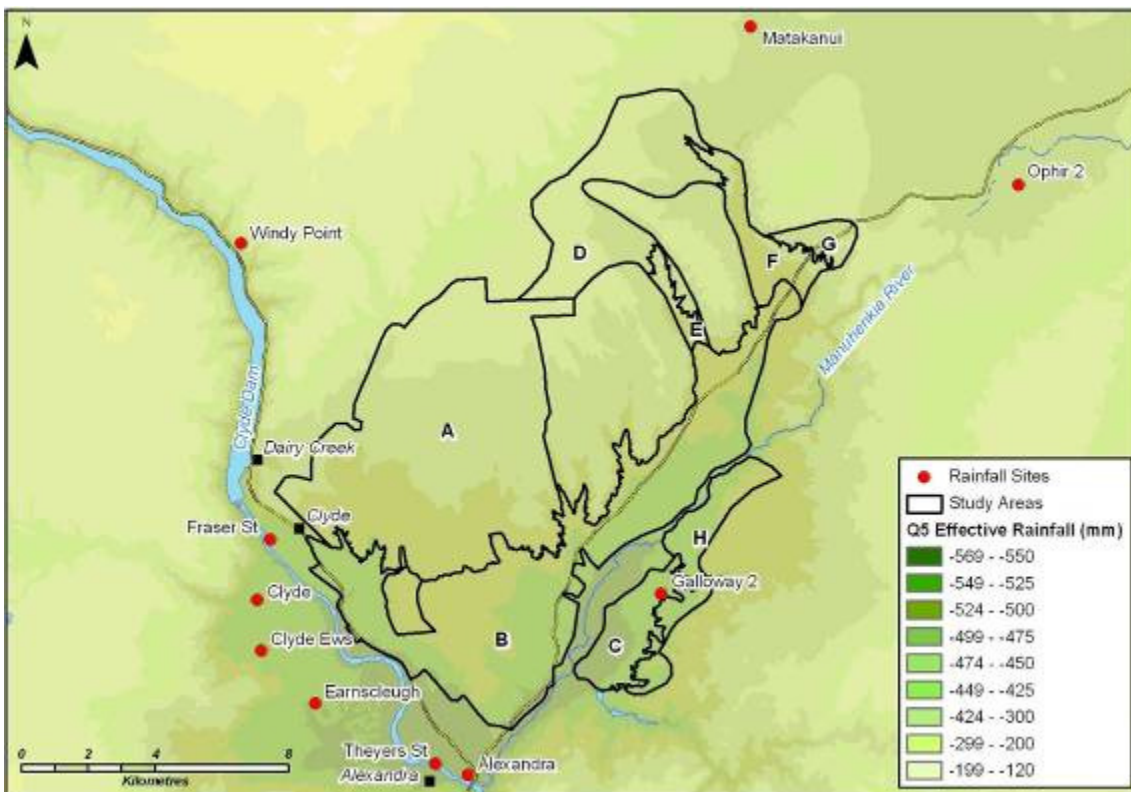 N
Matakanui
Ophir 2
Windy Point
D
F
G
Manuherikia River
E
Clyde Dam
A
Dairy Creek
Fraser St
Clyde
H
Galloway 2
Clyde
B
C
Clyde Ews
Earnscleugh
Theyers St
Alexandra
Alexandra
0 2 4 8
Kilometres
Rainfall Sites
Study Areas
Q5 Effective Rainfall (mm)
-569 - -550
-549 - -525
-524 - -500
-499 - -475
-474 - -450
-449 - -425
-424 - -300
-299 - -200
-199 - -120